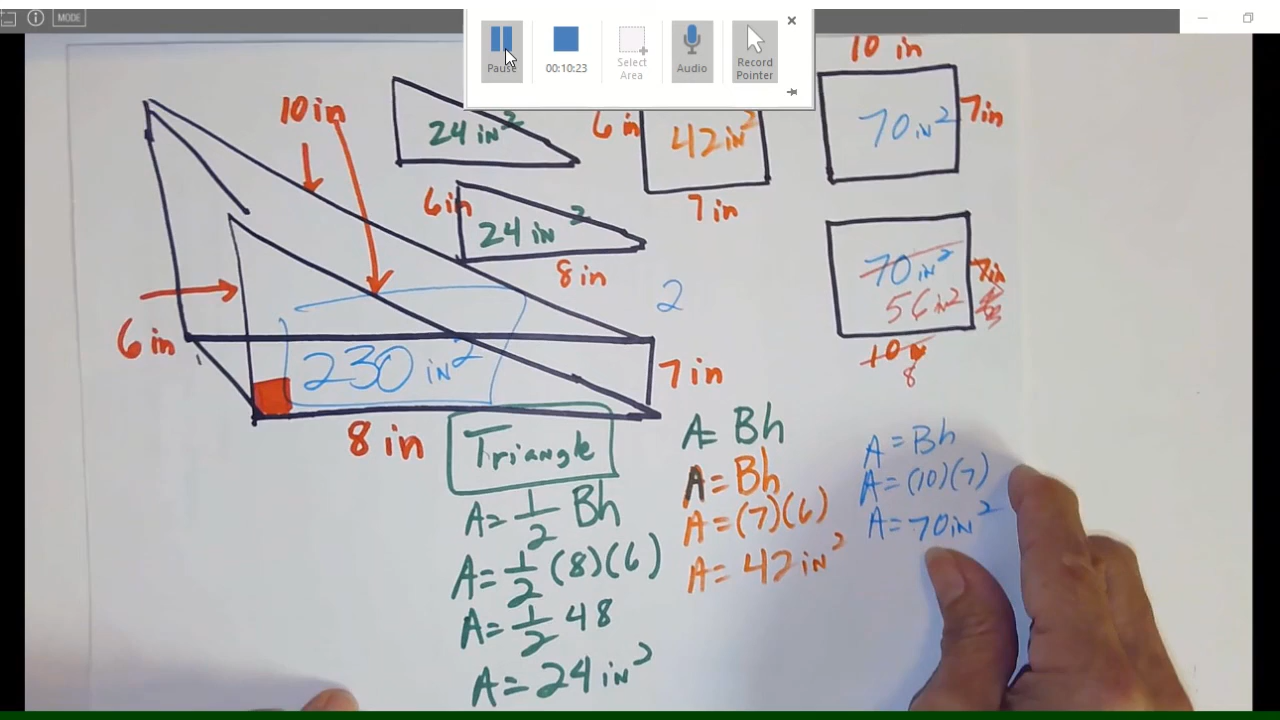 MODE
Pause
00:10:23
Select Area
Audio
Record Pointer
10 in
10 in
24 in²
6 in
42 in²
70 in²
7 in
7 in
6 in
24 in²
8 in
2
70 in²
56 in²
8 in
10
8
6 in
230 in²
7 in
8 in
Triangle
A = 1/2 Bh
A = 1/2 (8)(6)
A = 1/2 48
A = 24 in²
A = Bh
A = Bh
A = (7)(6)
A = 42 in²
A = Bh
A = (10)(7)
A = 70 in²